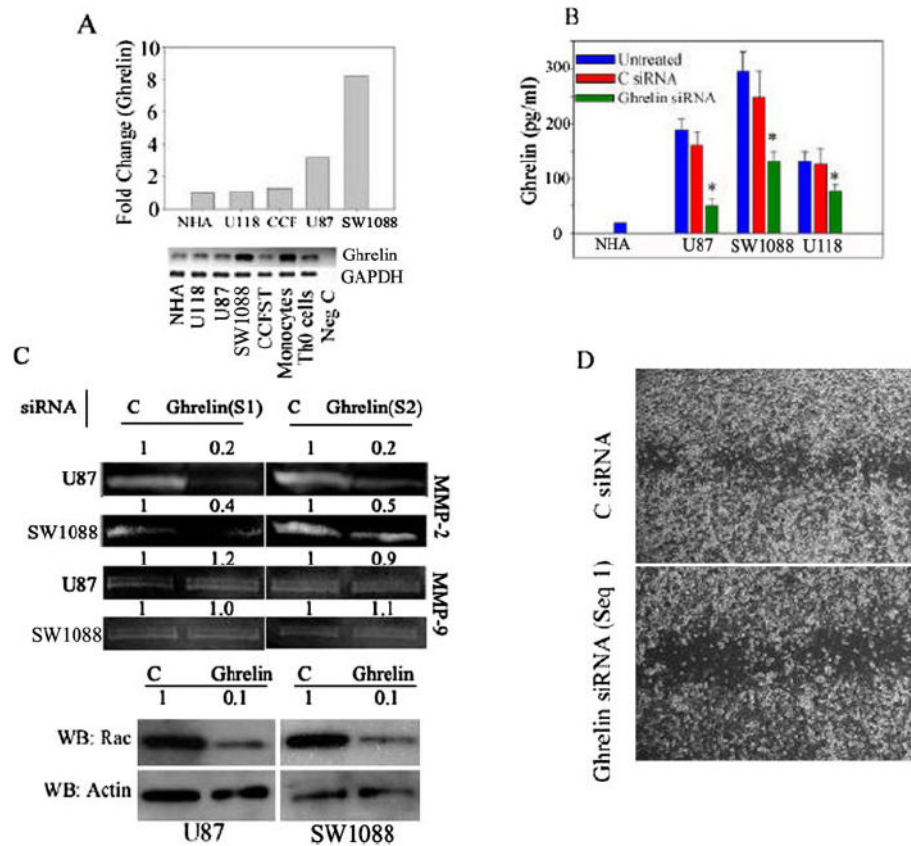 A
Fold Change (Ghrelin)
10
8
6
4
2
0
NHA U118 CCF U87 SW1088
Ghrelin
GAPDH
NHA
U118
U87
SW1088
CCFST
Monocytes
Th0 cells
Neg C
B
Ghrelin (pg/ml)
300
200
100
0
Untreated
C siRNA
Ghrelin siRNA
* * *
NHA U87 SW1088 U118
C
siRNA C Ghrelin(S1) C Ghrelin(S2)
1 0.2 1 0.2
U87
1 0.4 1 0.5
SW1088
MMP-2
1 1.2 1 0.9
U87
1 1.0 1 1.1
SW1088
MMP-9
C Ghrelin C Ghrelin
1 0.1 1 0.1
WB: Rac
WB: Actin
U87 SW1088
D
C siRNA
Ghrelin siRNA (Seq 1)